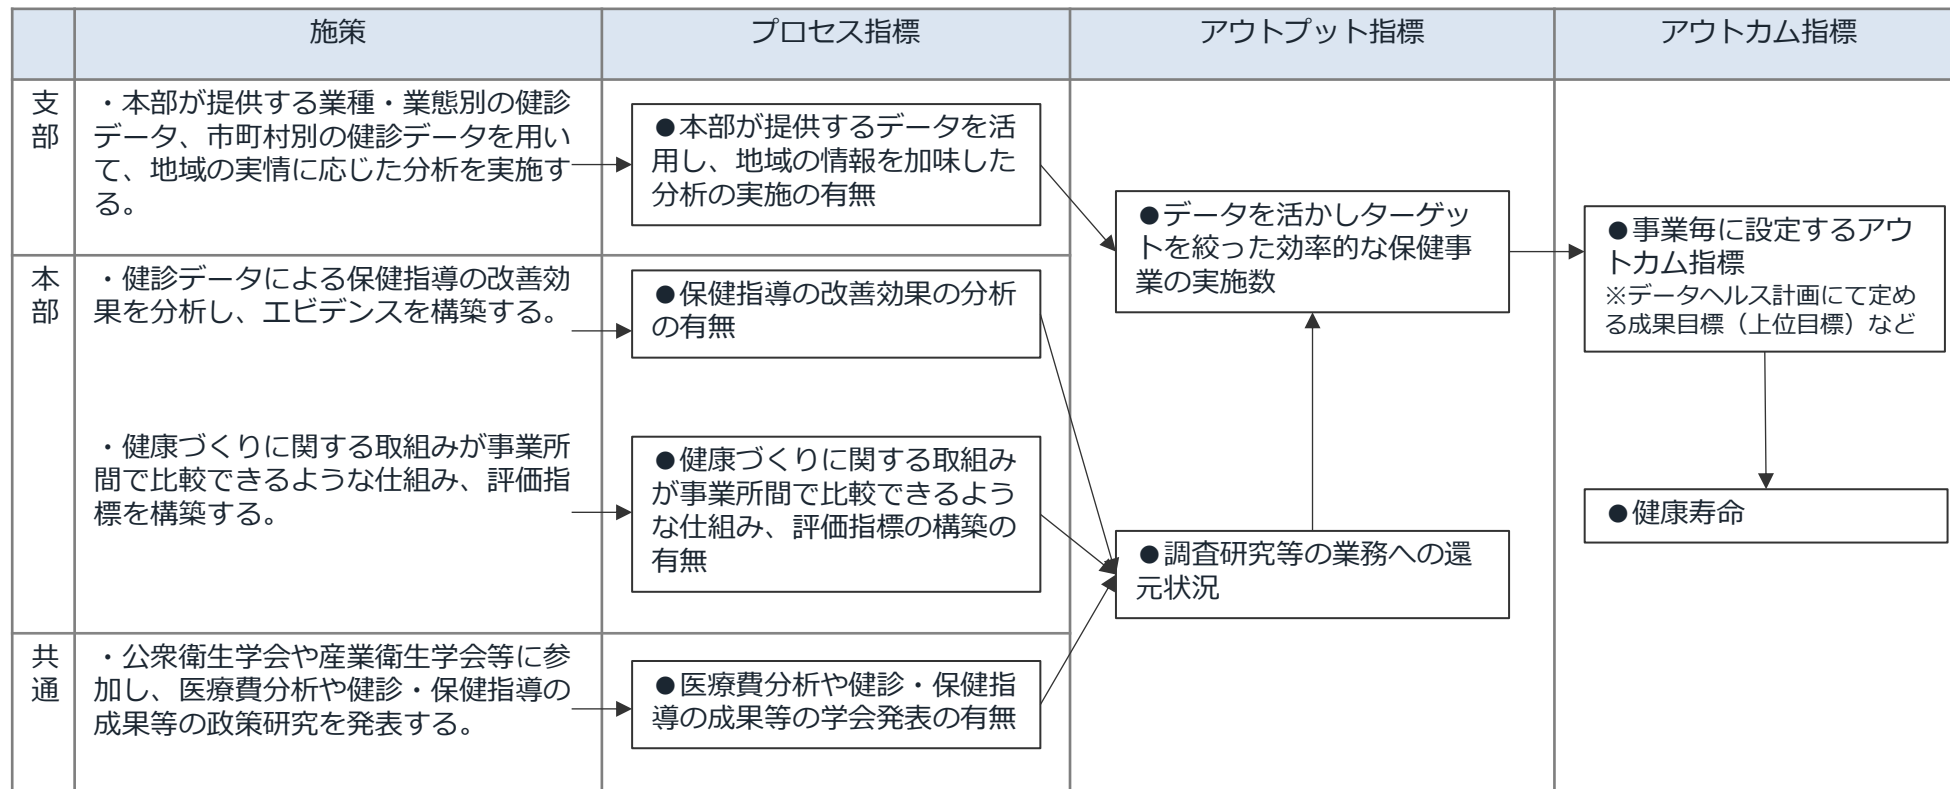 施策
プロセス指標
アウトプット指標
アウトカム指標
支
部
・本部が提供する業種・業態別の健診
データ、市町村別の健診データを用い
て、地域の実情に応じた分析を実施す
る。
●本部が提供するデータを活
用し、地域の情報を加味した
分析の実施の有無
●データを活かしターゲッ
トを絞った効率的な保健事
業の実施数
●事業毎に設定するアウ
トカム指標
※データヘルス計画にて定め
る成果目標（上位目標）など
本
部
・健診データによる保健指導の改善効
果を分析し、エビデンスを構築する。
●保健指導の改善効果の分析
の有無
・健康づくりに関する取組みが事業所
間で比較できるような仕組み、評価指
標を構築する。
●健康づくりに関する取組み
が事業所間で比較できるよう
な仕組み、評価指標の構築の
有無
●調査研究等の業務への還
元状況
●健康寿命
共
通
・公衆衛生学会や産業衛生学会等に参
加し、医療費分析や健診・保健指導の
成果等の政策研究を発表する。
●医療費分析や健診・保健指
導の成果等の学会発表の有無